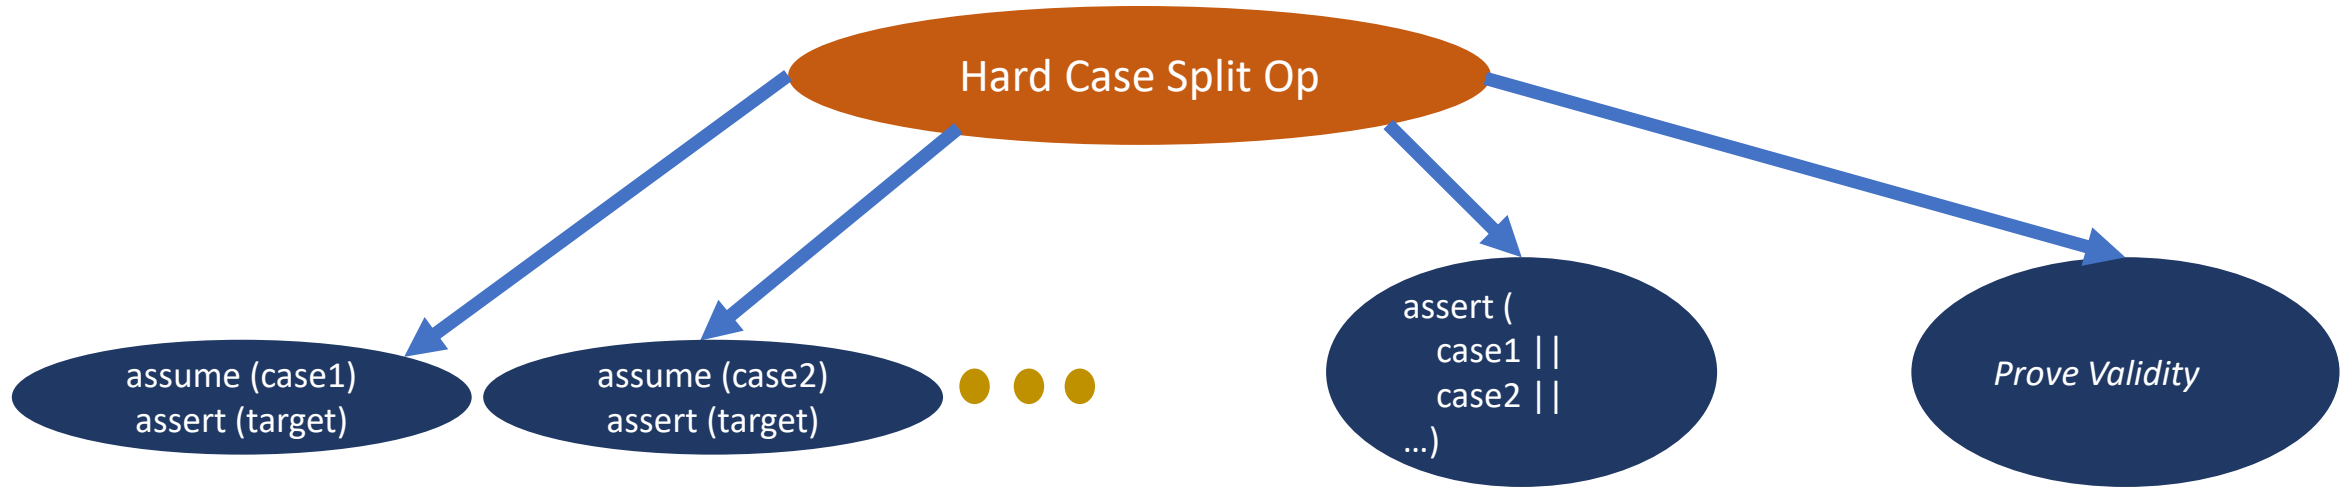 Hard Case Split Op
assume (case1)
assert (target)
assume (case2)
assert (target)
assert (
case1 ||
case2 ||
...)
Prove Validity